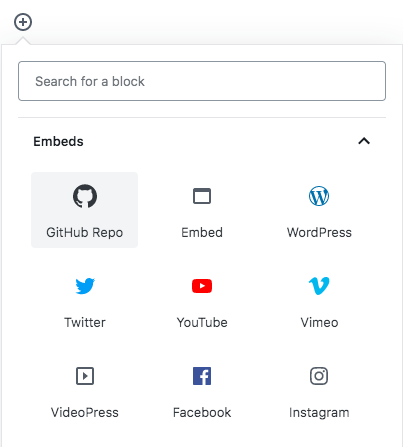 Search for a block
Embeds
GitHub Repo
Embed
WordPress
Twitter
YouTube
Vimeo
VideoPress
Facebook
Instagram